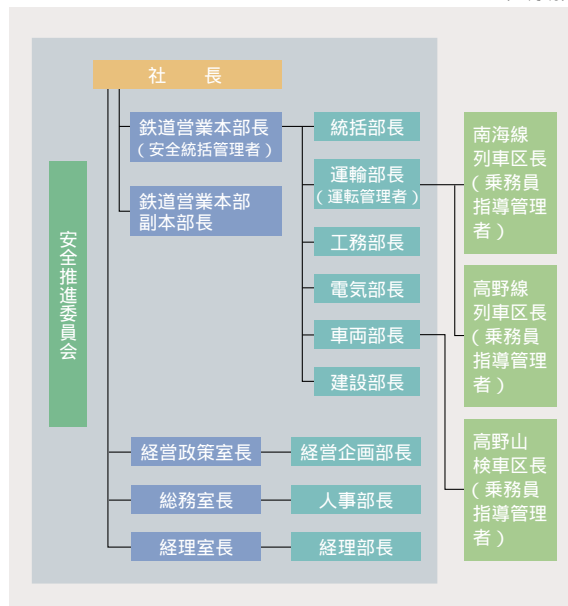 社　長
鉄道営業本部長
（安全統括管理者）
鉄道営業本部
副本部長
安全推進委員会
統括部長
運輸部長
（運転管理者）
工務部長
電気部長
車両部長
建設部長
経営政策室長
経営企画部長
総務室長
人事部長
経理室長
経理部長
南海線
列車区長
（乗務員
指導管理
者）
高野線
列車区長
（乗務員
指導管理
者）
高野山
検車区長
（乗務員
指導管理
者）